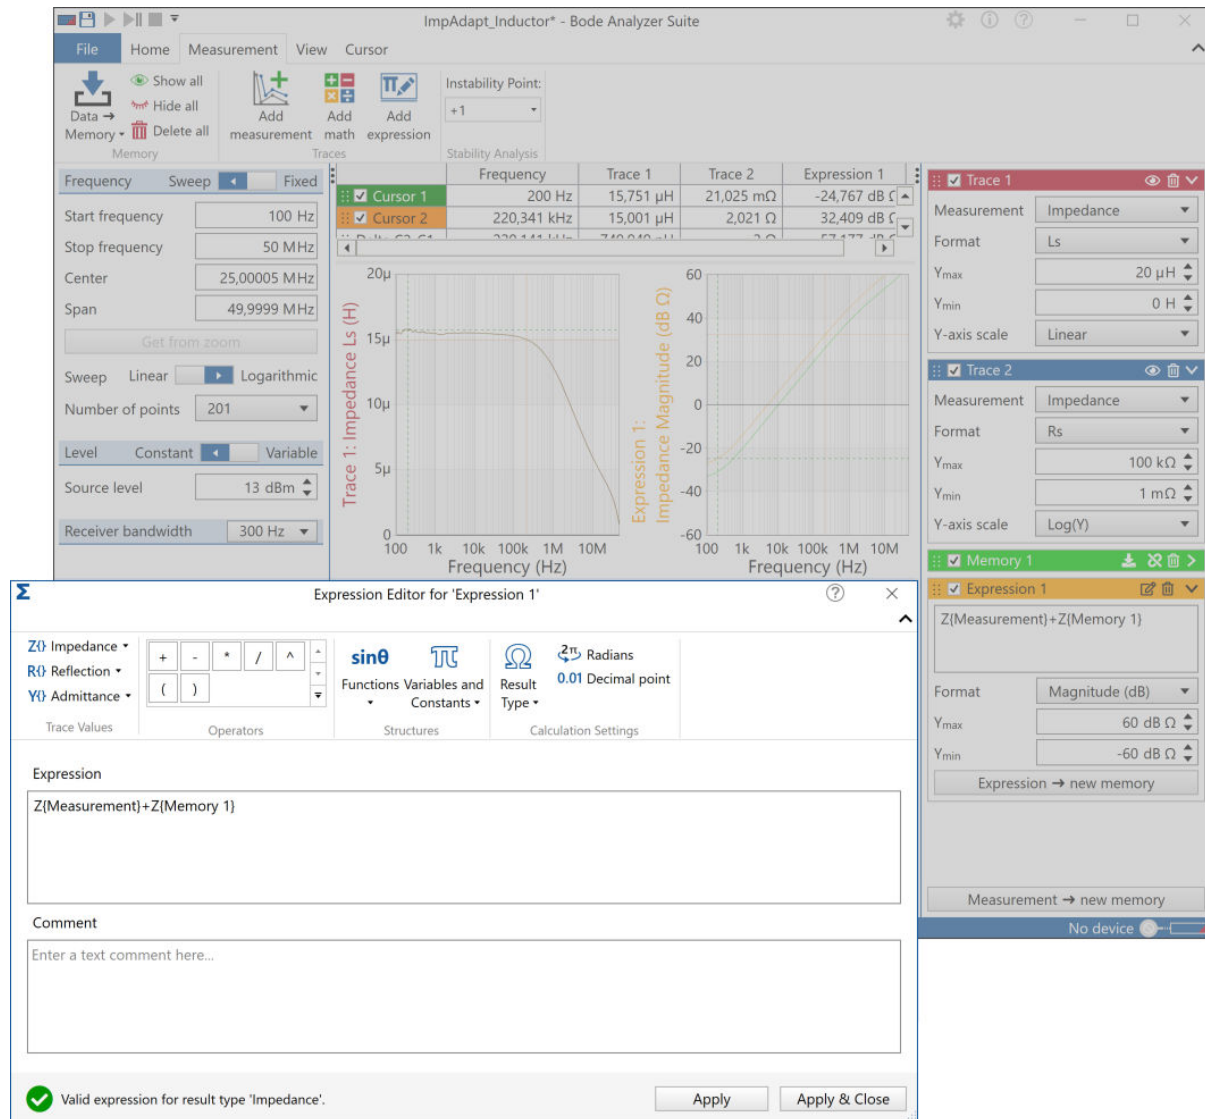 ImpAdapt_Inductor* - Bode Analyzer Suite
File Home Measurement View Cursor
Data → Memory
Show all
Hide all
Delete all
Memory
Add measurement
Add math
Add expression
Traces
Instability Point:
+1
Stability Analysis
Frequency Sweep Fixed
Start frequency 100 Hz
Stop frequency 50 MHz
Center 25,00005 MHz
Span 49,9999 MHz
Get from zoom
Sweep Linear Logarithmic
Number of points 201
Level Constant Variable
Source level 13 dBm
Receiver bandwidth 300 Hz
Frequency Trace 1 Trace 2 Expression 1
Cursor 1 200 Hz 15,751 μH 21,025 mΩ -24,767 dB
Cursor 2 220,341 kHz 15,001 μH 2,021 Ω 32,409 dB
Trace 1: Impedance Ls (H)
20μ
15μ
10μ
5μ
0
100 1k 10k 100k 1M 10M
Frequency (Hz)
Expression 1:
Impedance Magnitude (dB Ω)
60
40
20
0
-20
-40
-60
100 1k 10k 100k 1M 10M
Frequency (Hz)
Trace 1
Measurement Impedance
Format Ls
Ymax 20 μH
Ymin 0 H
Y-axis scale Linear
Trace 2
Measurement Impedance
Format Rs
Ymax 100 kΩ
Ymin 1 mΩ
Y-axis scale Log(Y)
Memory 1
Expression 1
Z{Measurement}+Z{Memory 1}
Format Magnitude (dB)
Ymax 60 dB Ω
Ymin -60 dB Ω
Expression → new memory
Measurement → new memory
No device
Σ Expression Editor for 'Expression 1'
Z{} Impedance
R{} Reflection
Y{} Admittance
Trace Values
+ - * / ^
( )
Operators
sinθ π
Functions Variables and Constants
Structures
Ω Result Type
2π Radians
0.01 Decimal point
Calculation Settings
Expression
Z{Measurement}+Z{Memory 1}
Comment
Enter a text comment here...
Valid expression for result type 'Impedance'.
Apply
Apply & Close